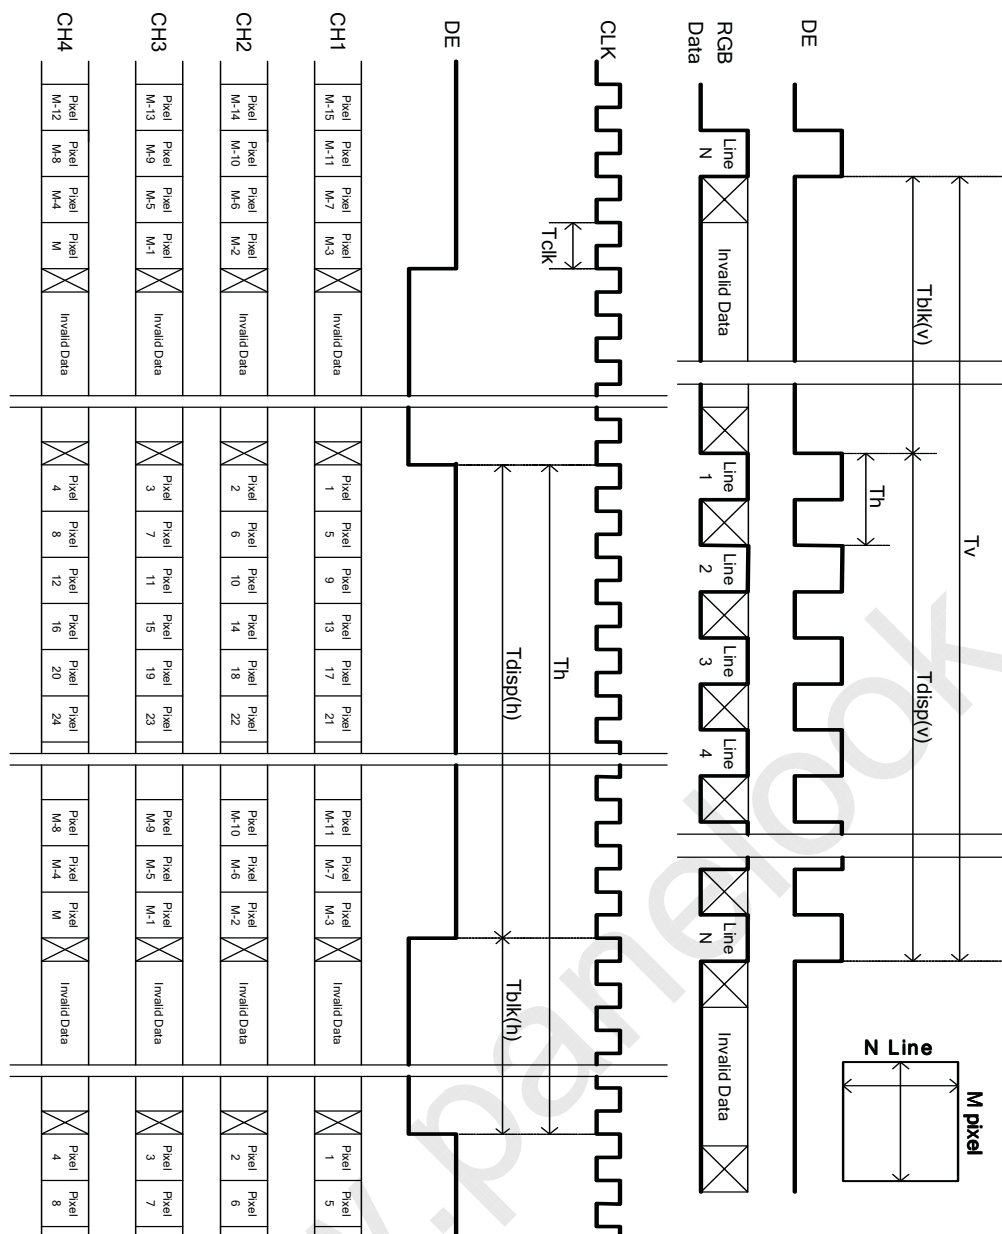 DE
RGB
Data
Line
N
Invalid Data
Line
1
Line
2
Line
3
Line
4
Line
N
Invalid Data
Tv
Tblk(v)
Tdisp(v)
Th
N Line
M pixel
CLK
Tclk
DE
Th
Tdisp(h)
Tblk(h)
CH1
Pixel M-15
Pixel M-11
Pixel M-7
Pixel M-3
Invalid Data
Pixel 1
Pixel 5
Pixel 9
Pixel 13
Pixel 17
Pixel 21
Pixel M-11
Pixel M-7
Pixel M-3
Invalid Data
Pixel 1
Pixel 5
CH2
Pixel M-14
Pixel M-10
Pixel M-6
Pixel M-2
Invalid Data
Pixel 2
Pixel 6
Pixel 10
Pixel 14
Pixel 18
Pixel 22
Pixel M-10
Pixel M-6
Pixel M-2
Invalid Data
Pixel 2
Pixel 6
CH3
Pixel M-13
Pixel M-9
Pixel M-5
Pixel M-1
Invalid Data
Pixel 3
Pixel 7
Pixel 11
Pixel 15
Pixel 19
Pixel 23
Pixel M-9
Pixel M-5
Pixel M-1
Invalid Data
Pixel 3
Pixel 7
CH4
Pixel M-12
Pixel M-8
Pixel M-4
Pixel M
Invalid Data
Pixel 4
Pixel 8
Pixel 12
Pixel 16
Pixel 20
Pixel 24
Pixel M-8
Pixel M-4
Pixel M
Invalid Data
Pixel 4
Pixel 8
.panelook